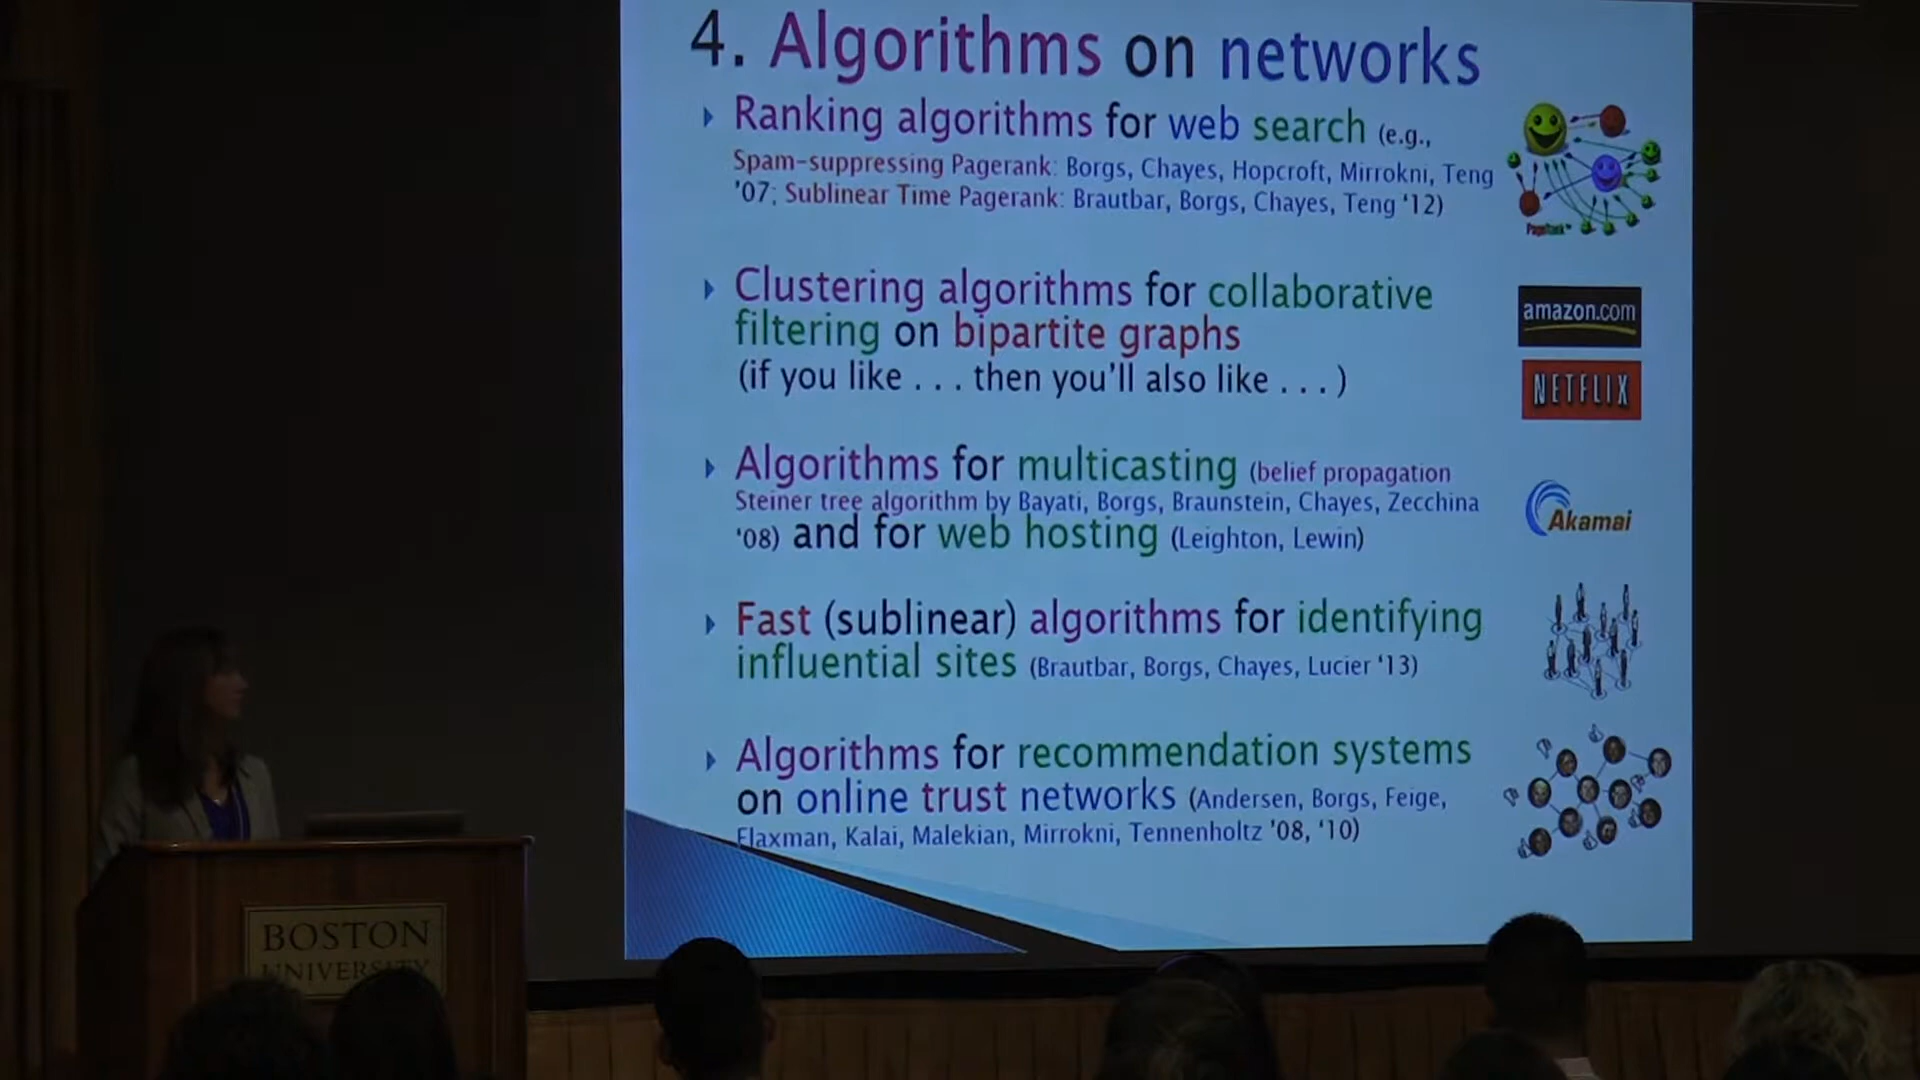 4. Algorithms on networks
Ranking algorithms for web search (e.g.,
Spam-suppressing Pagerank: Borgs, Chayes, Hopcroft, Mirrokni, Teng
'07; Sublinear Time Pagerank: Brautbar, Borgs, Chayes, Teng ‘12)
PageRank™
Clustering algorithms for collaborative
filtering on bipartite graphs
(if you like . . . then you’ll also like . . . )
amazon.com
NETFLIX
Algorithms for multicasting (belief propagation
Steiner tree algorithm by Bayati, Borgs, Braunstein, Chayes, Zecchina
‘08) and for web hosting (Leighton, Lewin)
Akamai
Fast (sublinear) algorithms for identifying
influential sites (Brautbar, Borgs, Chayes, Lucier ‘13)
Algorithms for recommendation systems
on online trust networks (Andersen, Borgs, Feige,
Flaxman, Kalai, Malekian, Mirrokni, Tennenholtz ’08, ‘10)
BOSTON
UNIVERSITY